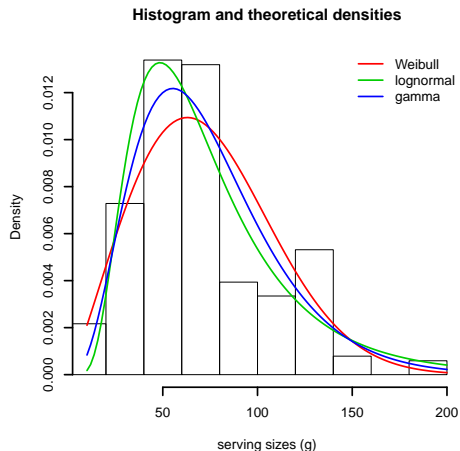 Histogram and theoretical densities
Weibull
lognormal
gamma
Density
0.012
0.010
0.008
0.006
0.004
0.002
0.000
50 100 150 200
serving sizes (g)